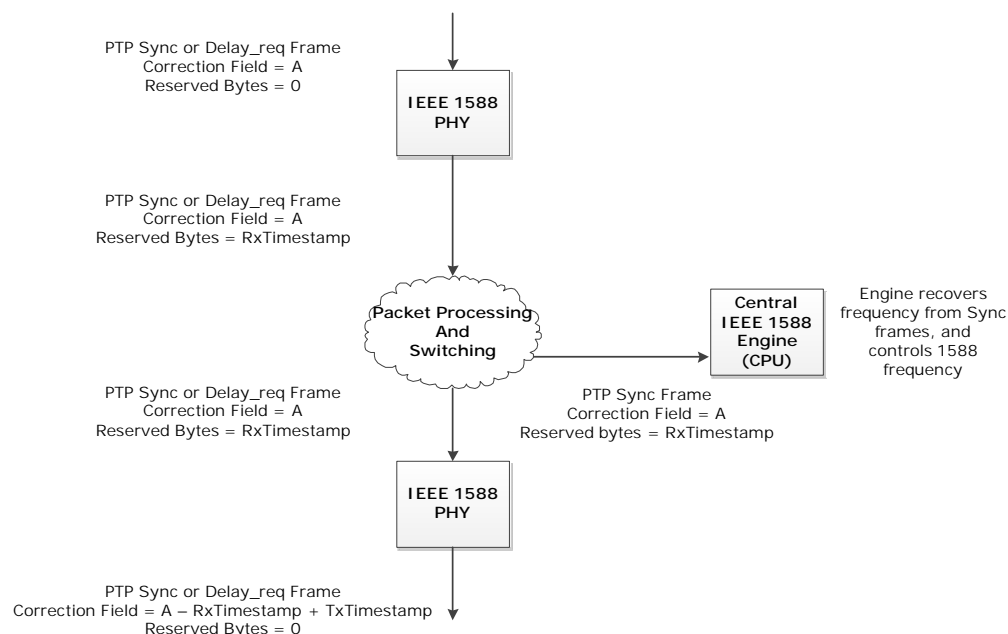 PTP Sync or Delay_req Frame
Correction Field = A
Reserved Bytes = 0
IEEE 1588
PHY
PTP Sync or Delay_req Frame
Correction Field = A
Reserved Bytes = RxTimestamp
Packet Processing
And
Switching
Central
IEEE 1588
Engine
(CPU)
Engine recovers
frequency from Sync
frames, and
controls 1588
frequency
PTP Sync or Delay_req Frame
Correction Field = A
Reserved Bytes = RxTimestamp
PTP Sync Frame
Correction Field = A
Reserved bytes = RxTimestamp
IEEE 1588
PHY
PTP Sync or Delay_req Frame
Correction Field = A – RxTimestamp + TxTimestamp
Reserved Bytes = 0